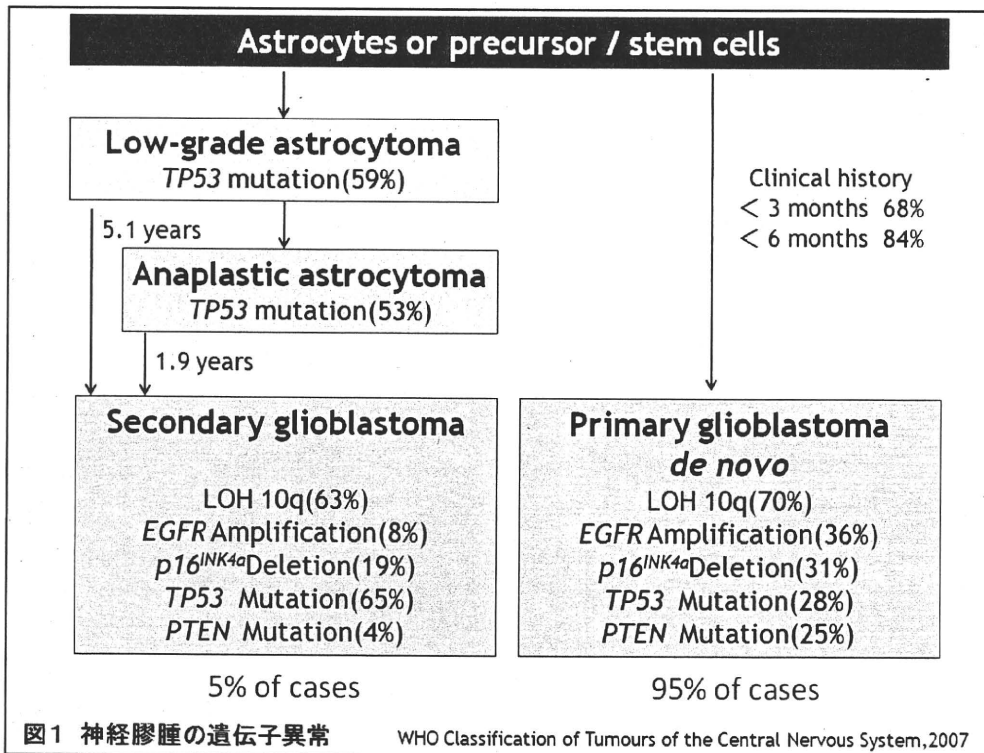 Astrocytes or precursor / stem cells
Low-grade astrocytoma
TP53 mutation(59%)
Clinical history
< 3 months 68%
< 6 months 84%
5.1 years
Anaplastic astrocytoma
TP53 mutation(53%)
1.9 years
Secondary glioblastoma
LOH 10q(63%)
EGFR Amplification(8%)
p16INK4aDeletion(19%)
TP53 Mutation(65%)
PTEN Mutation(4%)
5% of cases
Primary glioblastoma
de novo
LOH 10q(70%)
EGFR Amplification(36%)
p16INK4aDeletion(31%)
TP53 Mutation(28%)
PTEN Mutation(25%)
95% of cases
図1 神経膠腫の遺伝子異常
WHO Classification of Tumours of the Central Nervous System,2007